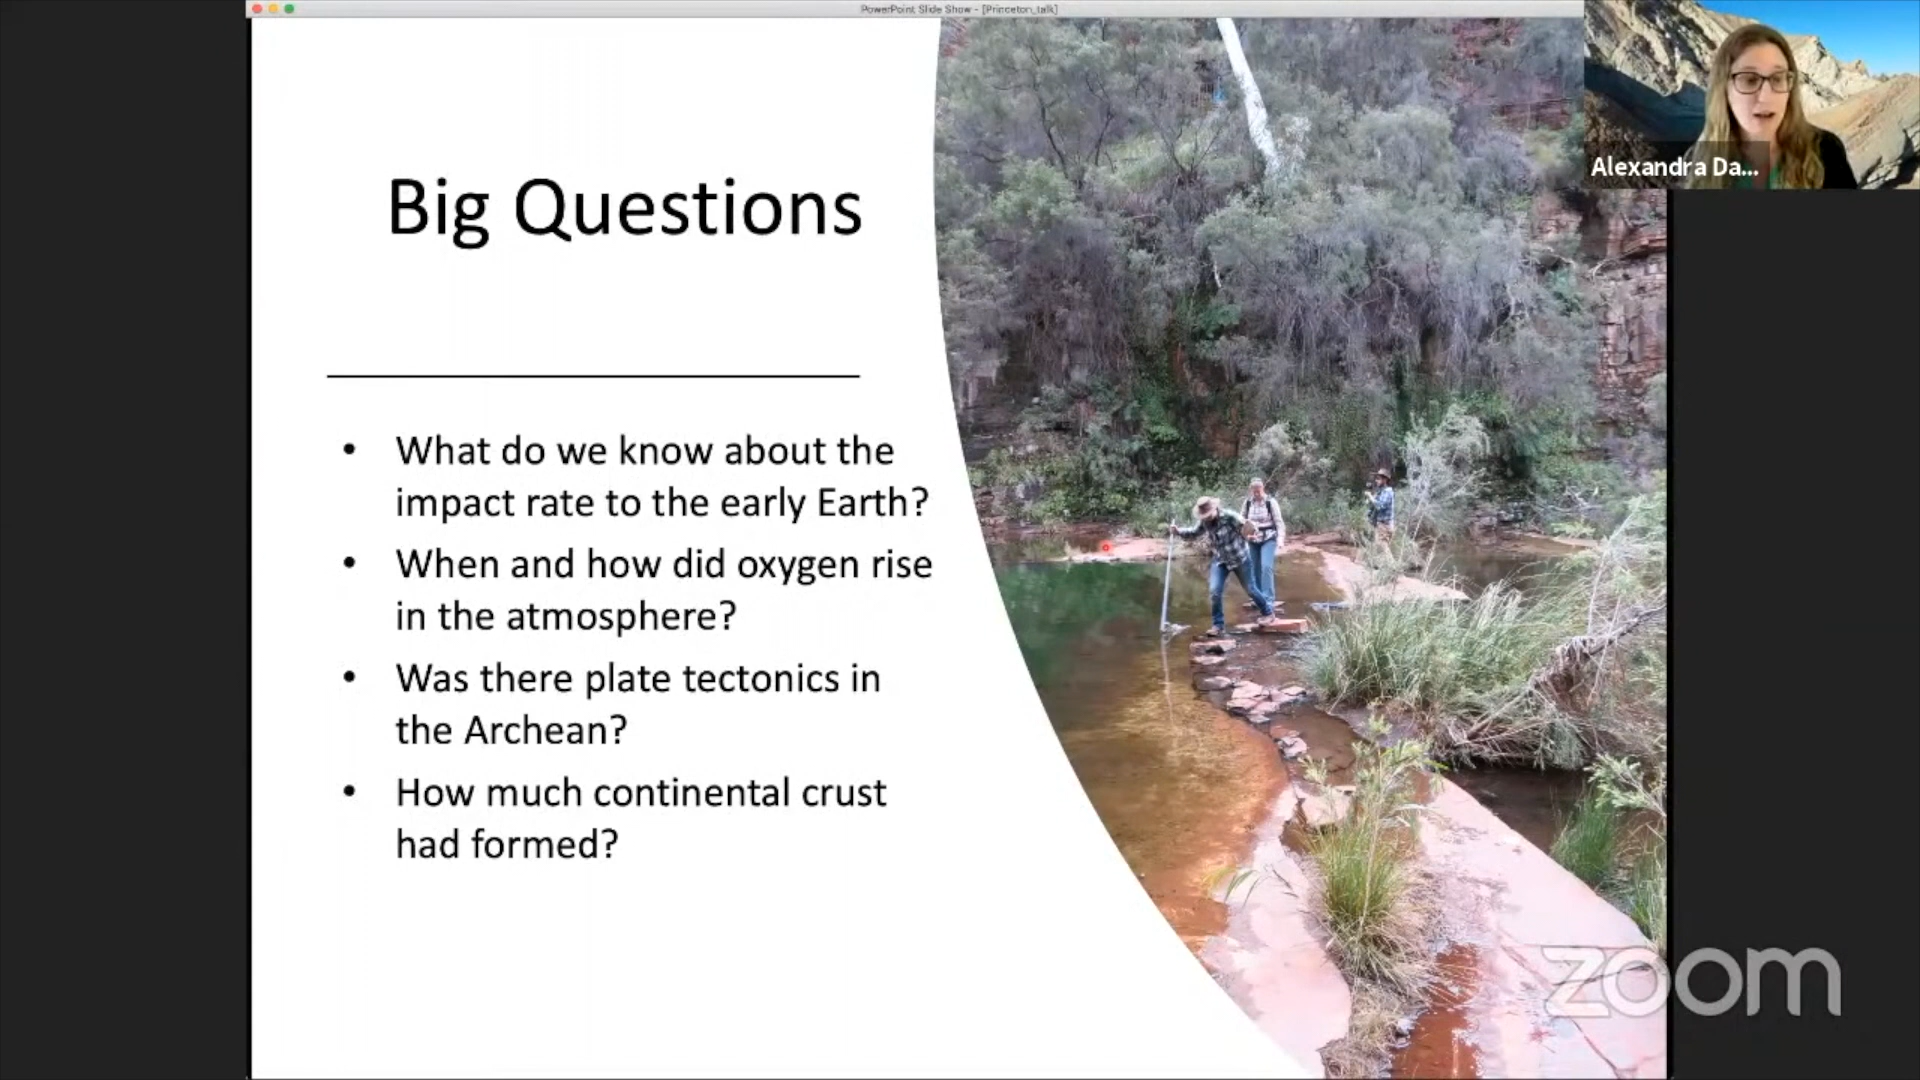 PowerPoint Slide Show - [Princeton_talk]
Alexandra Da...
Big Questions
• What do we know about the
impact rate to the early Earth?
• When and how did oxygen rise
in the atmosphere?
• Was there plate tectonics in
the Archean?
• How much continental crust
had formed?
zoom